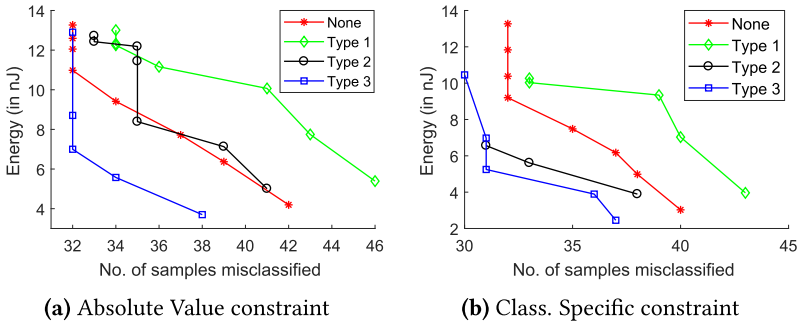 14
12
10
8
6
4
32
34
36
38
40
42
44
46
Energy (in nJ)
No. of samples misclassified
None
Type 1
Type 2
Type 3
(a) Absolute Value constraint
14
12
10
8
6
4
2
30
35
40
45
Energy (in nJ)
No. of samples misclassified
None
Type 1
Type 2
Type 3
(b) Class. Specific constraint